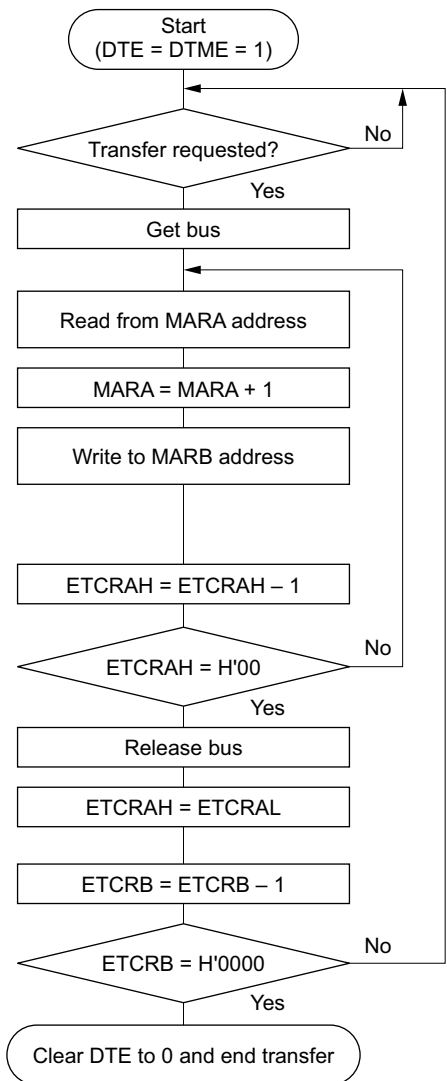 Start
(DTE = DTME = 1)
Transfer requested?
No
Yes
Get bus
Read from MARA address
MARA = MARA + 1
Write to MARB address
ETCRAH = ETCRAH – 1
ETCRAH = H'00
No
Yes
Release bus
ETCRAH = ETCRAL
ETCRB = ETCRB – 1
ETCRB = H'0000
No
Yes
Clear DTE to 0 and end transfer